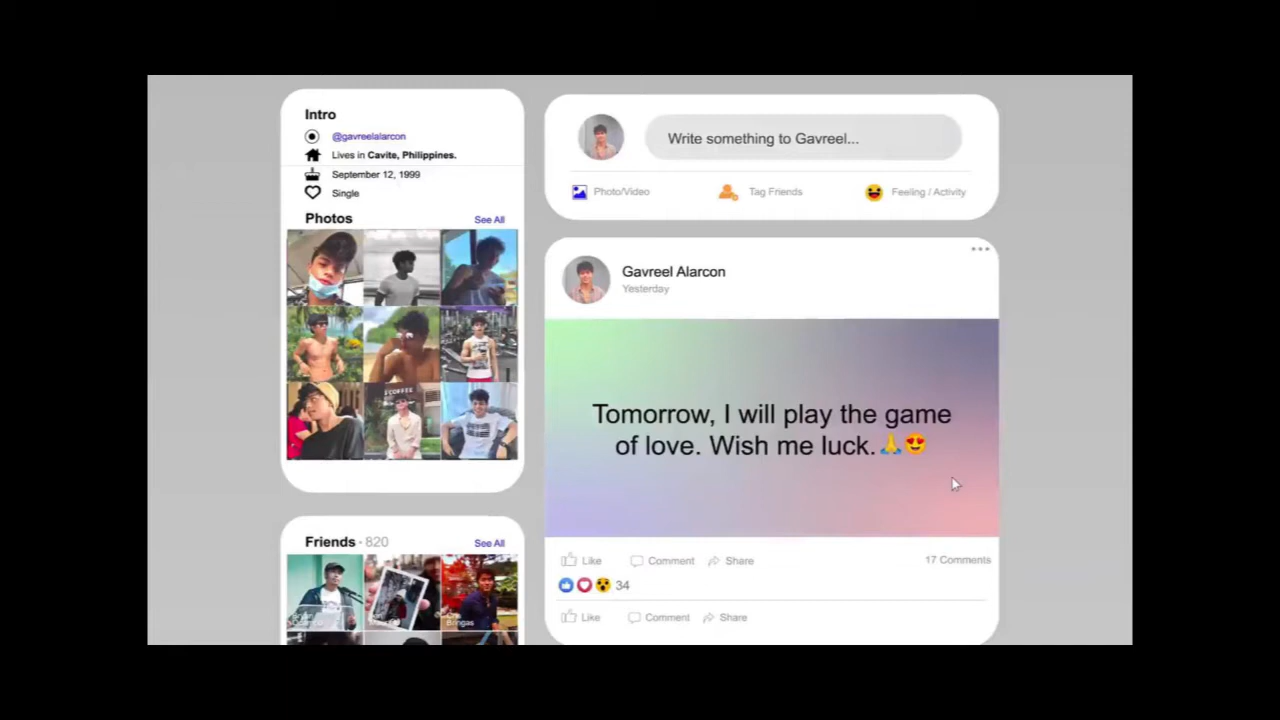 Intro
@gavreelalarcon
Lives in Cavite, Philippines.
September 12, 1999
Single
Photos
See All
COFFEE
Friends · 820
See All
Bringas
Write something to Gavreel...
Photo/Video
Tag Friends
Feeling / Activity
Gavreel Alarcon
Yesterday
Tomorrow, I will play the game
of love. Wish me luck.🙏😍
Like
Comment
Share
17 Comments
34
Like
Comment
Share